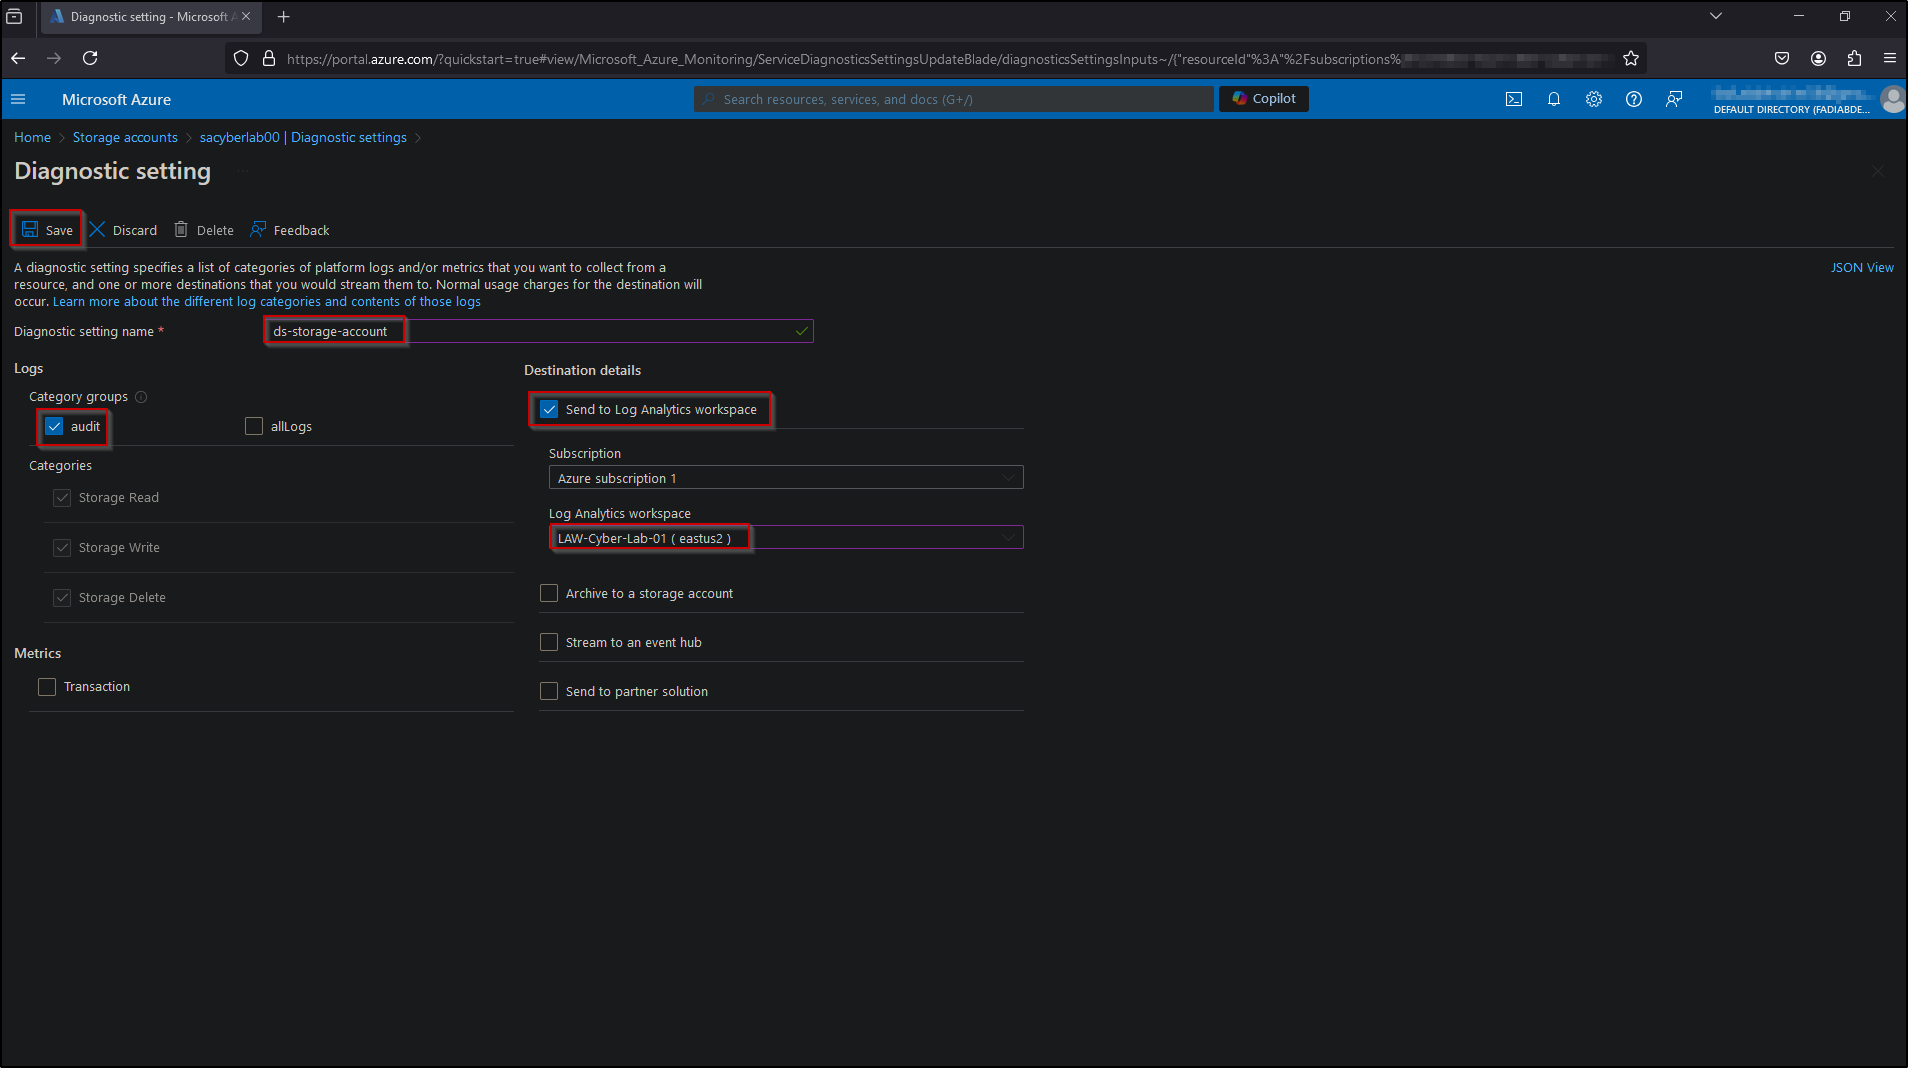 Diagnostic setting - Microsoft A
https://portal.azure.com/?quickstart=true#view/Microsoft_Azure_Monitoring/ServiceDiagnosticsSettingsUpdateBlade/diagnosticsSettingsInputs~/{"resourceId"%3A"%2Fsubscriptions%
Microsoft Azure
Search resources, services, and docs (G+/)
Copilot
DEFAULT DIRECTORY (FADIABDE...
Home > Storage accounts > sacyberlab00 | Diagnostic settings >
Diagnostic setting ...
Save Discard Delete Feedback
A diagnostic setting specifies a list of categories of platform logs and/or metrics that you want to collect from a
resource, and one or more destinations that you would stream them to. Normal usage charges for the destination will
occur. Learn more about the different log categories and contents of those logs
JSON View
Diagnostic setting name *
ds-storage-account
Logs
Category groups
audit
allLogs
Categories
Storage Read
Storage Write
Storage Delete
Metrics
Transaction
Destination details
Send to Log Analytics workspace
Subscription
Azure subscription 1
Log Analytics workspace
LAW-Cyber-Lab-01 ( eastus2 )
Archive to a storage account
Stream to an event hub
Send to partner solution